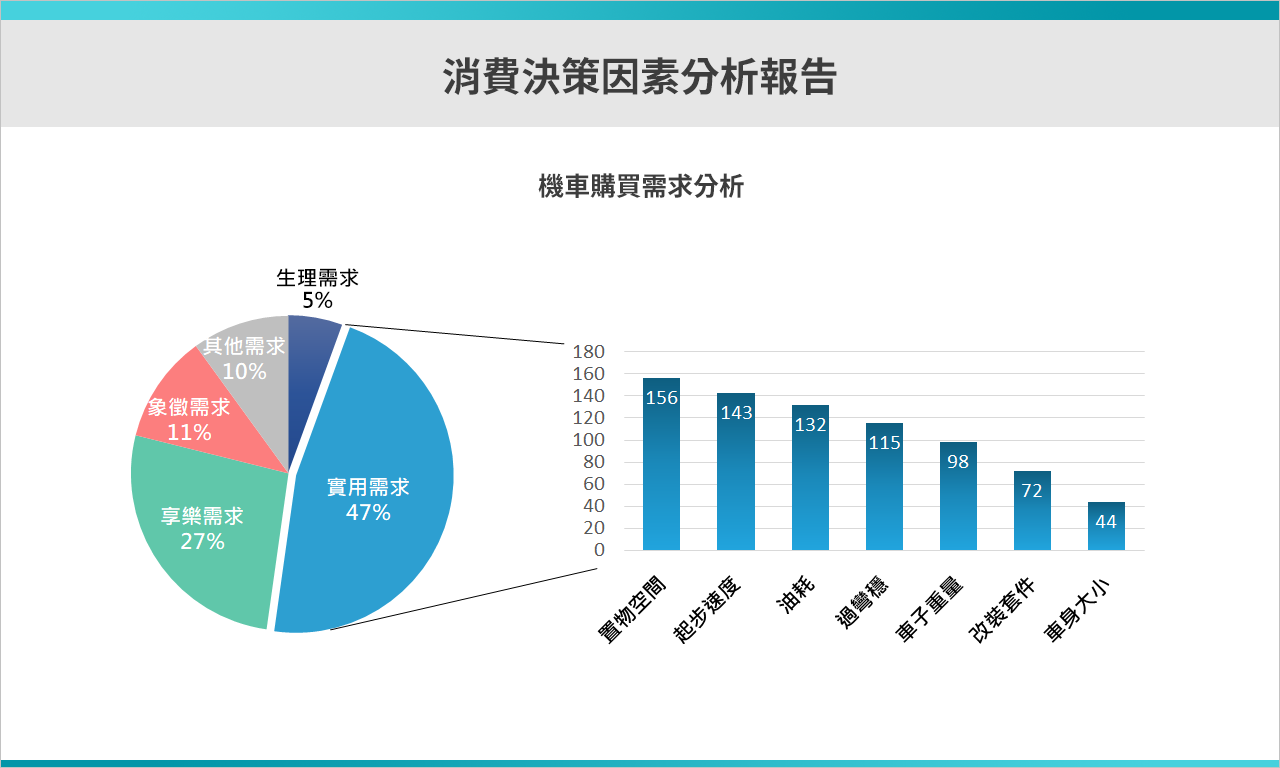 消費決策因素分析報告
機車購買需求分析
生理需求
5%
其他需求
10%
象徵需求
11%
實用需求
47%
享樂需求
27%
180
160
140
120
100
80
60
40
20
0
156
143
132
115
98
72
44
置物空間
起步速度
油耗
過彎穩
車子重量
改裝套件
車身大小